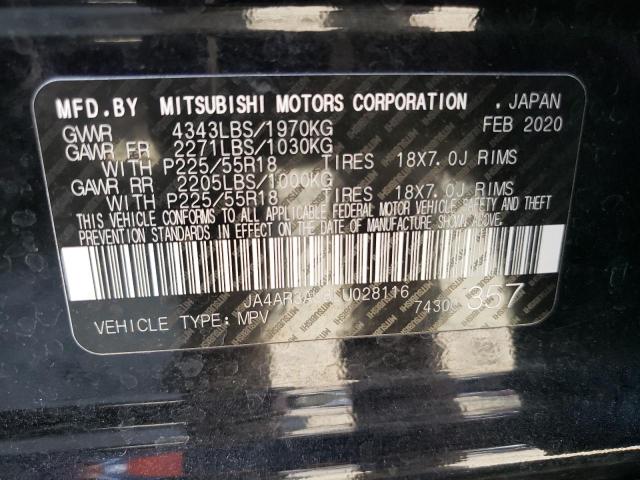 MFD.BY MITSUBISHI MOTORS CORPORATION , JAPAN
GVWR 4343LBS/1970KG FEB 2020
GAWR FR 2271LBS/1030KG
WITH P225/55R18 TIRES 18X7.0J RIMS
GAWR RR 2205LBS/1000KG
WITH P225/55R18 TIRES 18X7.0J RIMS
THIS VEHICLE CONFORMS TO ALL APPLICABLE FEDERAL MOTOR VEHICLE SAFETY AND THEFT
PREVENTION STANDARDS IN EFFECT ON THE DATE OF MANUFACTURE SHOWN ABOVE.
U028116
VEHICLE TYPE: MPV 357